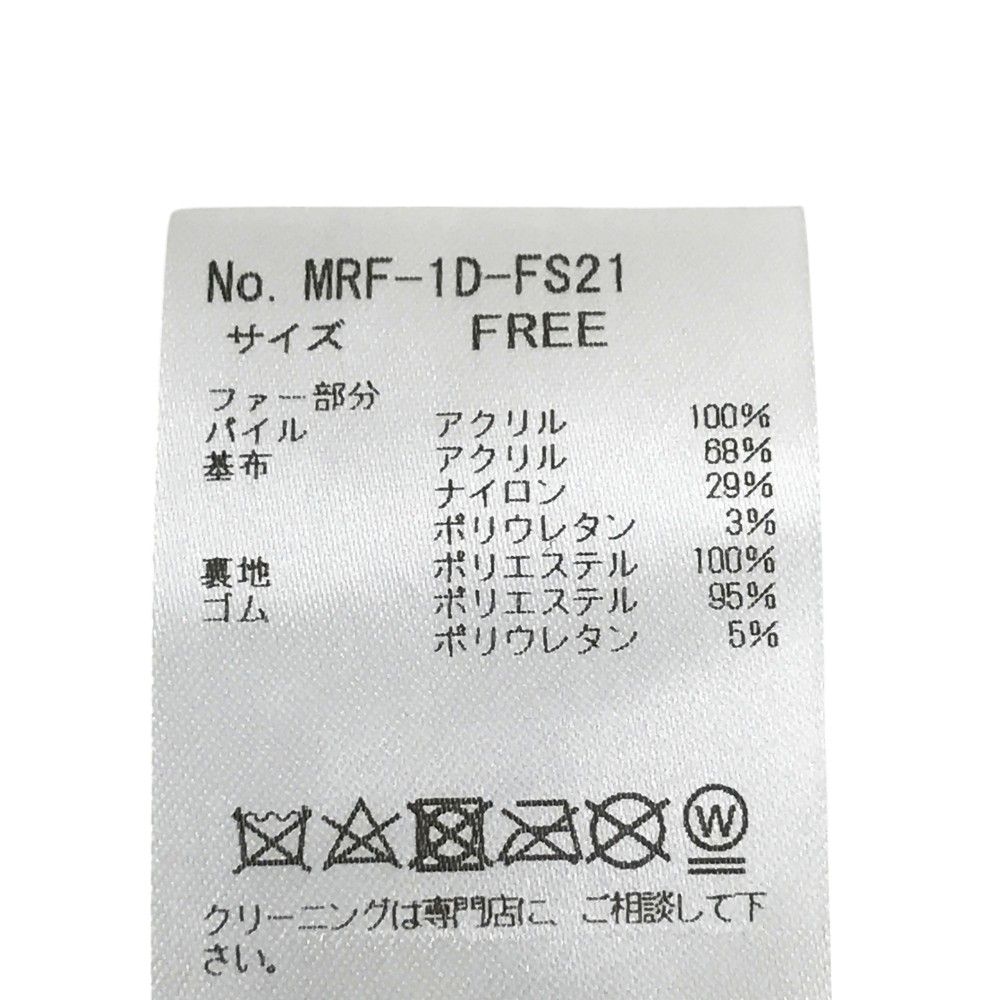 No. MRF-1D-FS21
サイズ FREE
ファー部分
パイル アクリル 100%
基布 アクリル 68%
ナイロン 29%
ポリウレタン 3%
裏地 ポリエステル 100%
ゴム ポリエステル 95%
ポリウレタン 5%
W
クリーニングは専門店に、ご相談して下
さい。